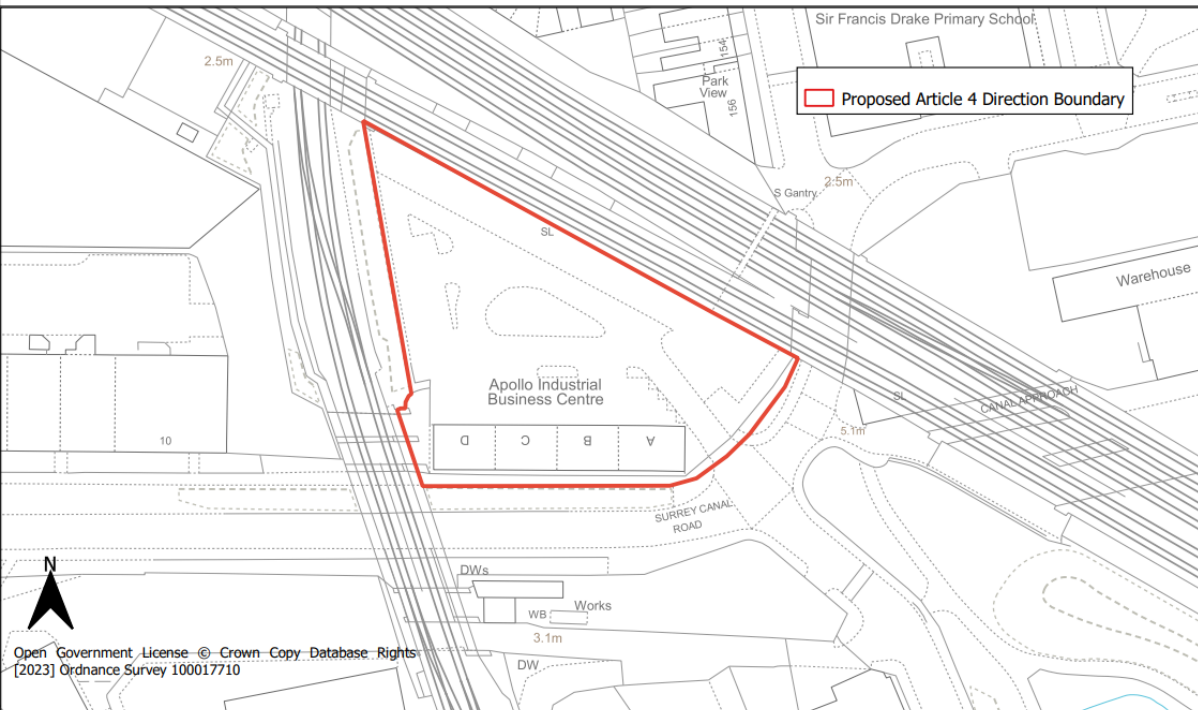 Sir Francis Drake Primary School
2.5m
154
Park
View
156
Proposed Article 4 Direction Boundary
2.5m
S Gantry
SL
Warehouse
Apollo Industrial
Business Centre
SL
CANAL APPROACH
5.1m
10
D
C
B
A
SURREY CANAL
ROAD
N
DWs
WB
Works
3.1m
DW
Open Government License © Crown Copy Database Rights
[2023] Ordnance Survey 100017710